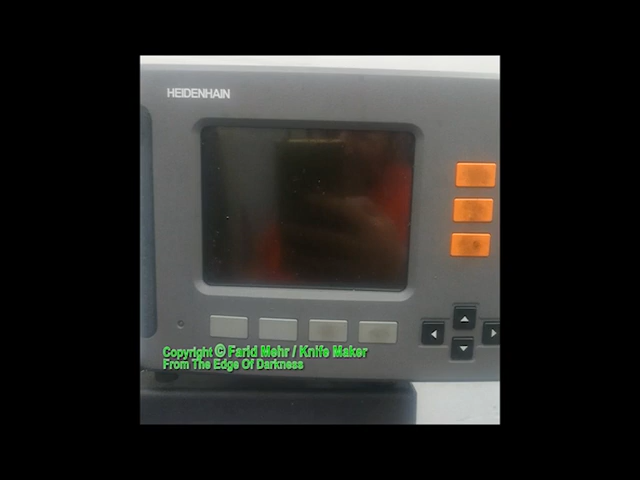 HEIDENHAIN
Copyright © Farid Mehr / Knife Maker
From The Edge Of Darkness